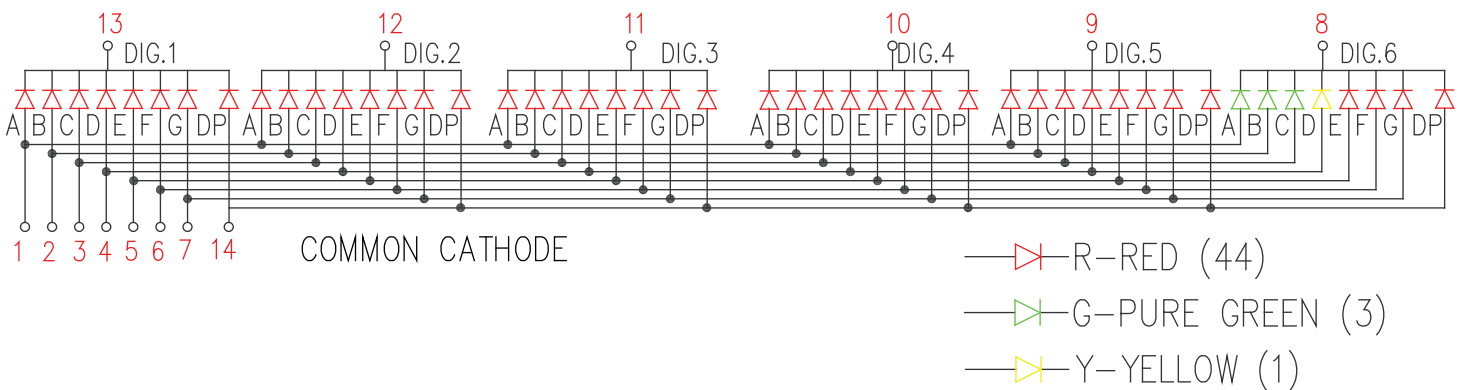 13 12 11 10 9 8
DIG.1 DIG.2 DIG.3 DIG.4 DIG.5 DIG.6
A B C D E F G DP A B C D E F G DP A B C D E F G DP A B C D E F G DP A B C D E F G DP A B C D E F G DP
1 2 3 4 5 6 7 14
COMMON CATHODE
R-RED (44)
G-PURE GREEN (3)
Y-YELLOW (1)